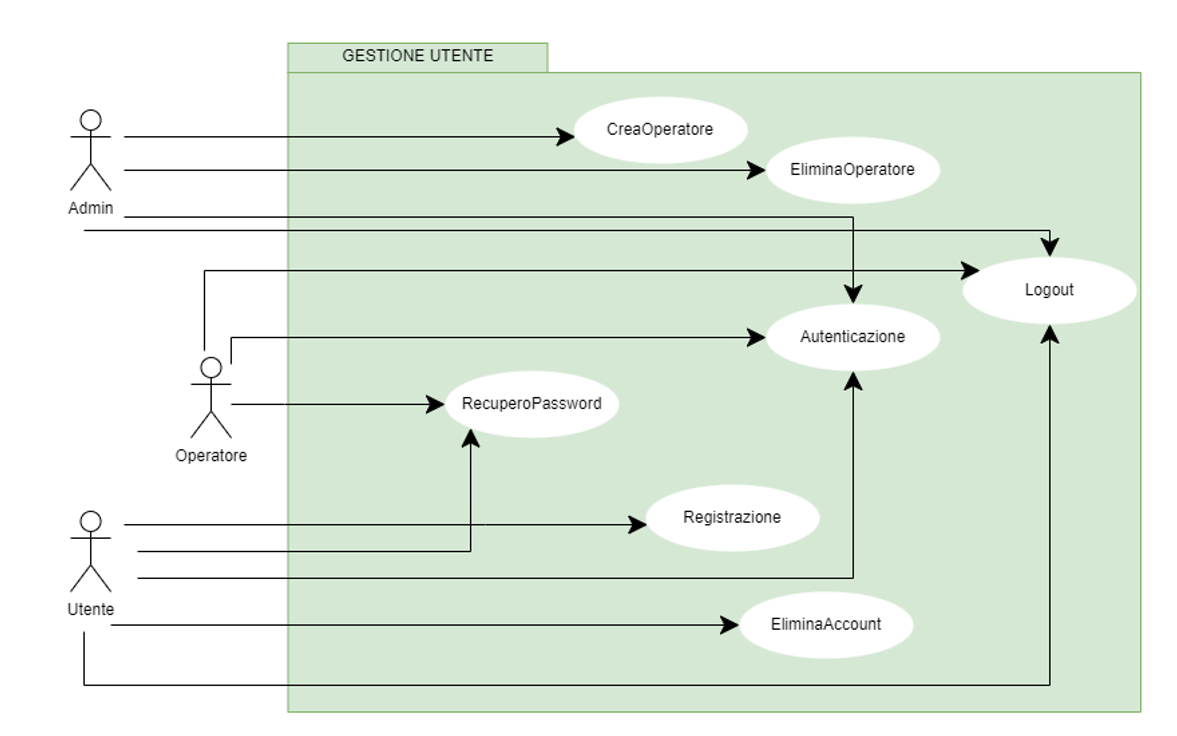 GESTIONE UTENTE
CreaOperatore
EliminaOperatore
Admin
Logout
Autenticazione
RecuperoPassword
Operatore
Registrazione
Utente
EliminaAccount